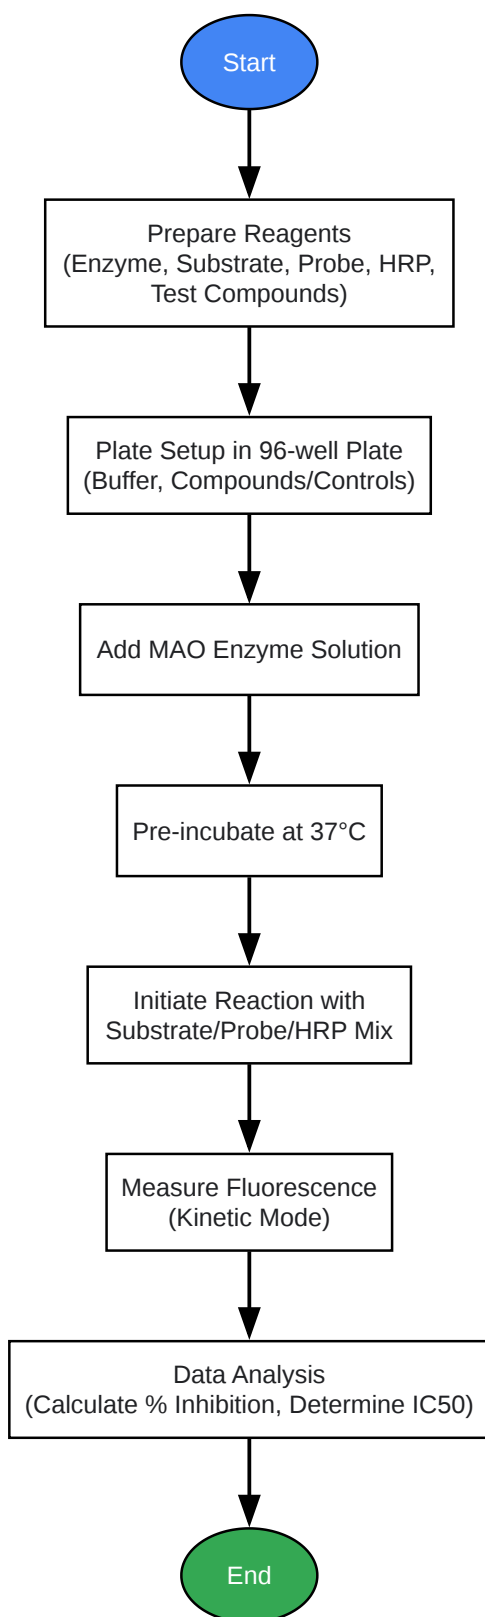 Start
Prepare Reagents
(Enzyme, Substrate, Probe, HRP,
Test Compounds)
Plate Setup in 96-well Plate
(Buffer, Compounds/Controls)
Add MAO Enzyme Solution
Pre-incubate at 37°C
Initiate Reaction with
Substrate/Probe/HRP Mix
Measure Fluorescence
(Kinetic Mode)
Data Analysis
(Calculate % Inhibition, Determine IC50)
End